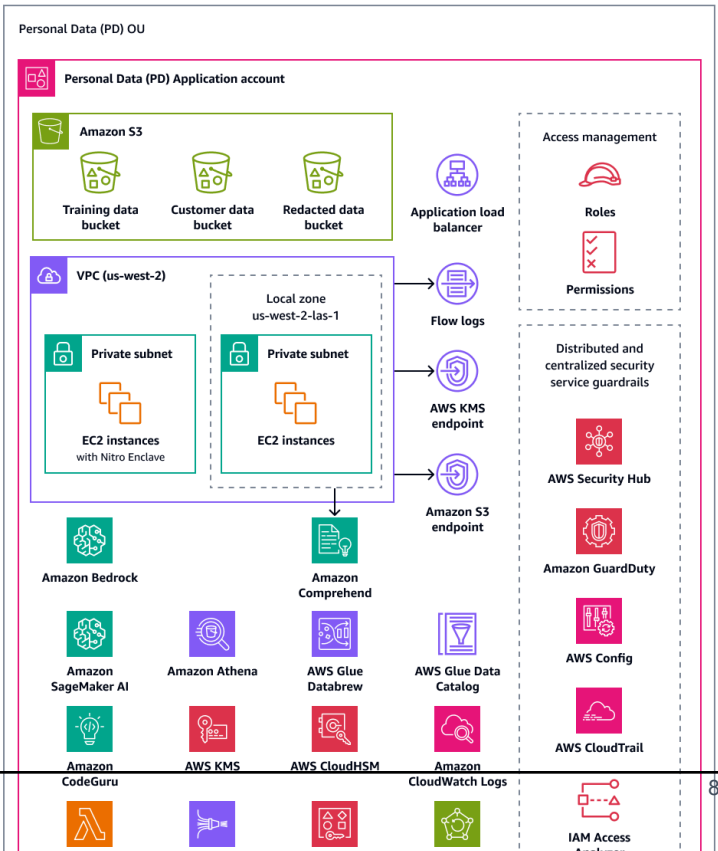 Personal Data (PD) OU
Personal Data (PD) Application account
Amazon S3
Training data
bucket
Customer data
bucket
Redacted data
bucket
Application load
balancer
Access management
Roles
Permissions
VPC (us-west-2)
Local zone
us-west-2-las-1
Private subnet
EC2 instances
with Nitro Enclave
Private subnet
EC2 instances
Flow logs
AWS KMS
endpoint
Amazon S3
endpoint
Distributed and
centralized security
service guardrails
AWS Security Hub
Amazon GuardDuty
AWS Config
AWS CloudTrail
IAM Access
Amazon Bedrock
Amazon
Comprehend
Amazon
SageMaker AI
Amazon Athena
AWS Glue
Databrew
AWS Glue Data
Catalog
Amazon
CodeGuru
AWS KMS
AWS CloudHSM
Amazon
CloudWatch Logs
8